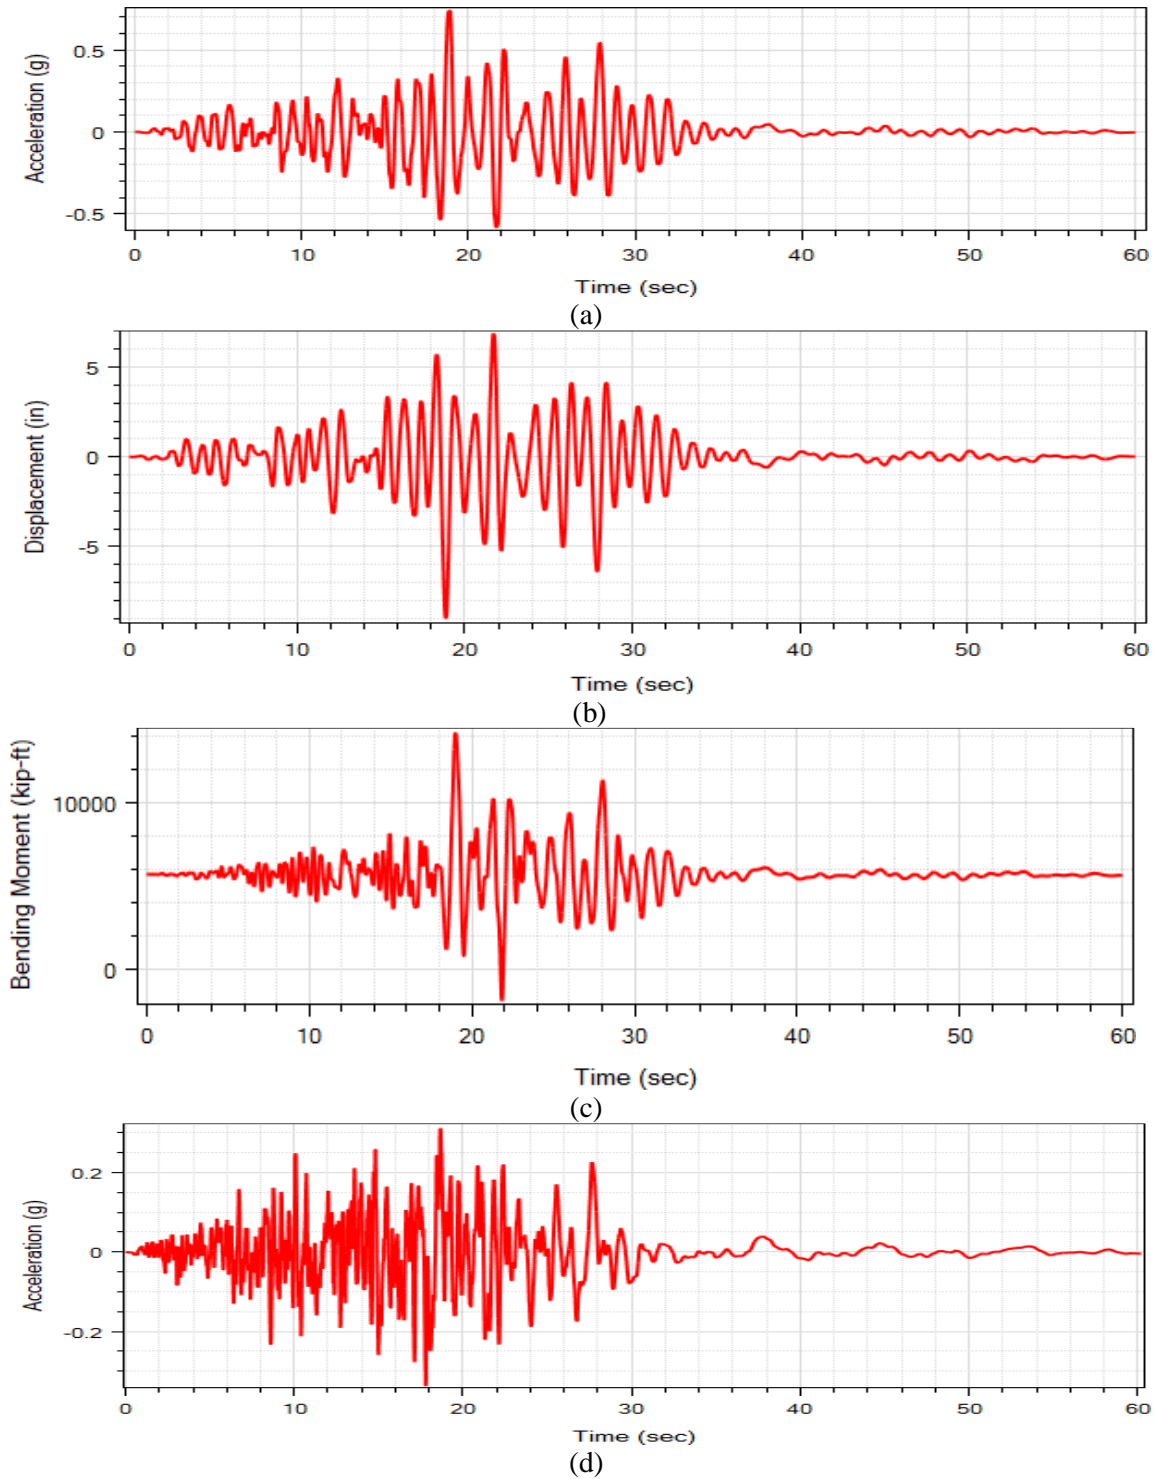 Acceleration (g)
0.5
0
-0.5
0 10 20 30 40 50 60
Time (sec)
(a)
Displacement (in)
5
0
-5
0 10 20 30 40 50 60
Time (sec)
(b)
Bending Moment (kip-ft)
10000
0
0 10 20 30 40 50 60
Time (sec)
(c)
Acceleration (g)
0.2
0
-0.2
0 10 20 30 40 50 60
Time (sec)
(d)